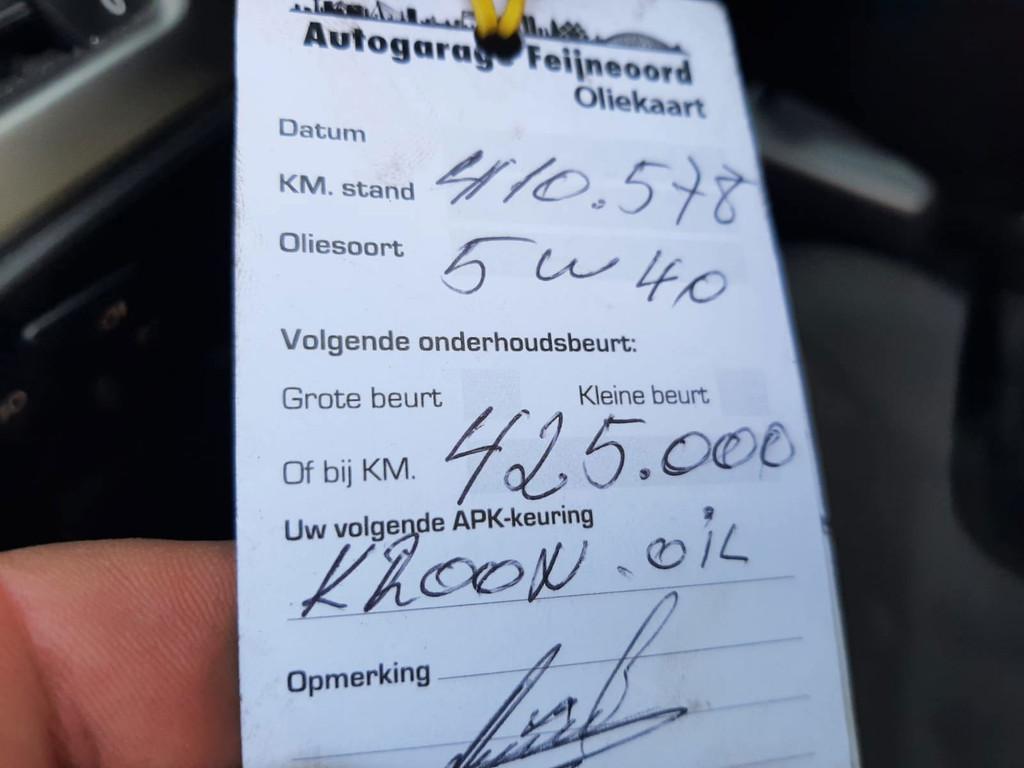 Autogarage Feijneoord
Oliekaart
Datum
KM. stand 410.578
Oliesoort 5w40
Volgende onderhoudsbeurt:
Grote beurt Kleine beurt
Of bij KM. 425.000
Uw volgende APK-keuring
KROON.OiL
Opmerking